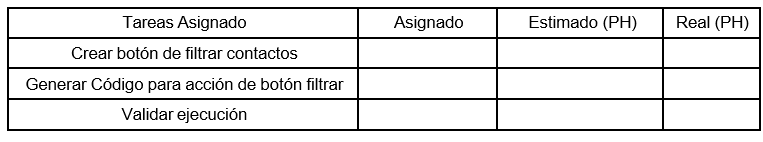 Tareas Asignado Asignado Estimado (PH) Real (PH)
Crear botón de filtrar contactos
Generar Código para acción de botón filtrar
Validar ejecución